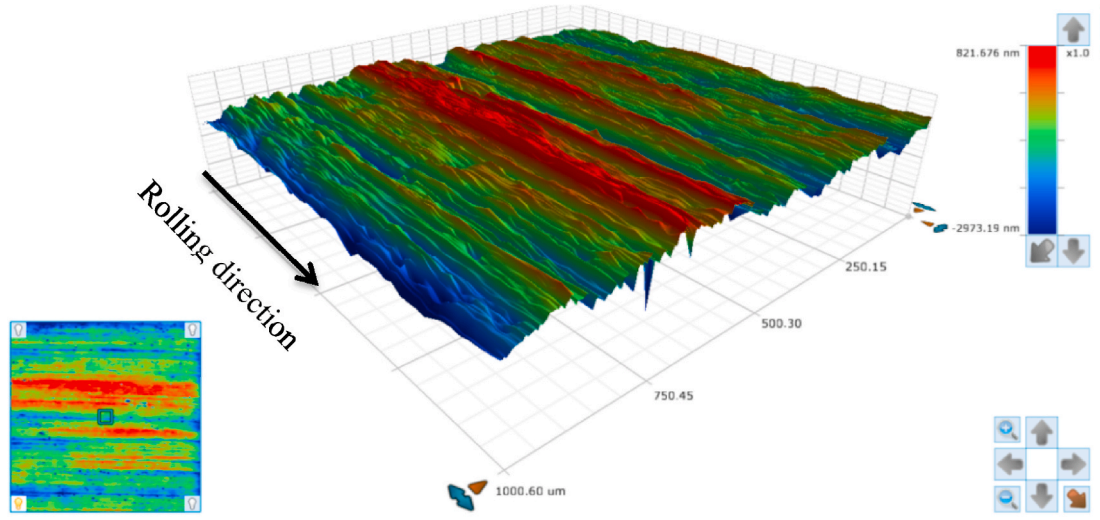 821.676 nm
x1.0
Rolling direction
-2973.19 nm
250.15
500.30
750.45
1000.60 um